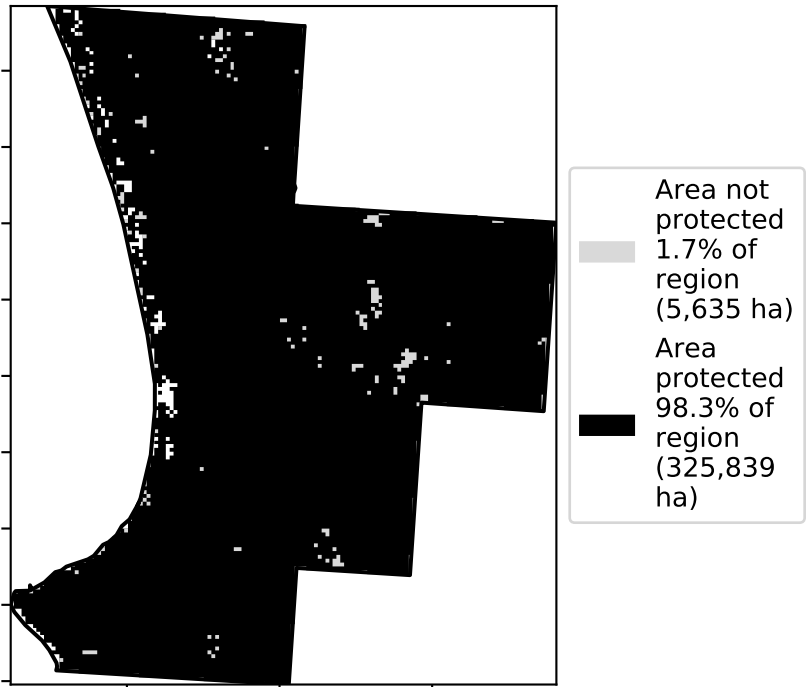 Area not
protected
1.7% of
region
(5,635 ha)
Area
protected
98.3% of
region
(325,839
ha)